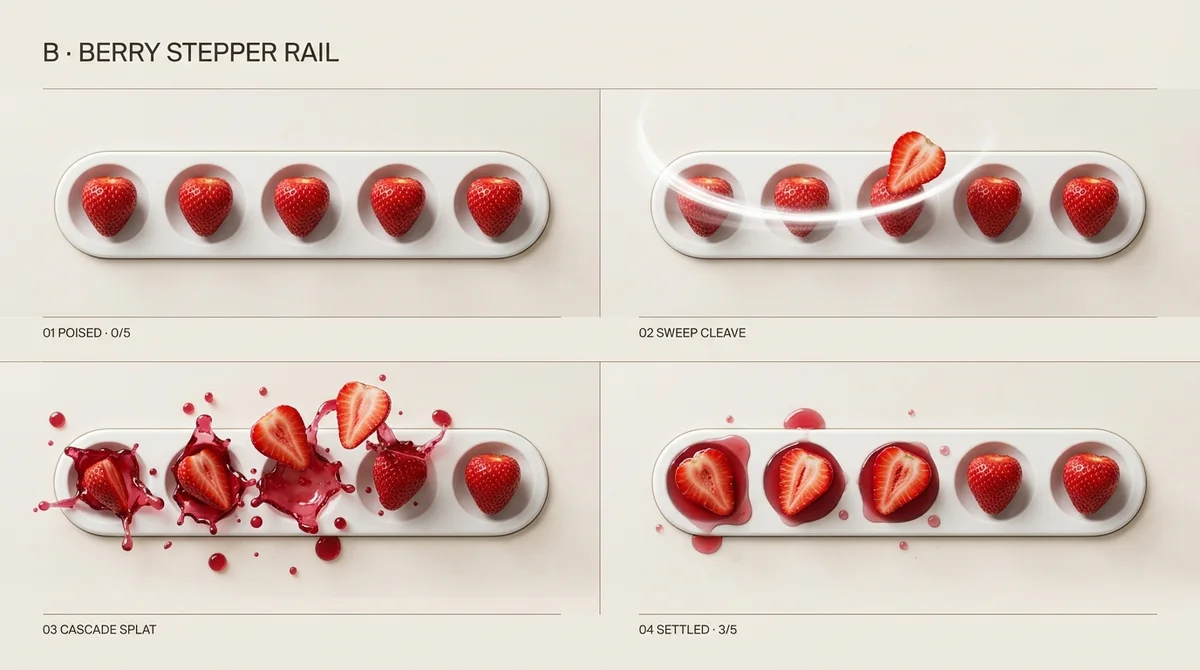 B · BERRY STEPPER RAIL
01 POISED · 0/5
02 SWEEP CLEAVE
03 CASCADE SPLAT
04 SETTLED · 3/5